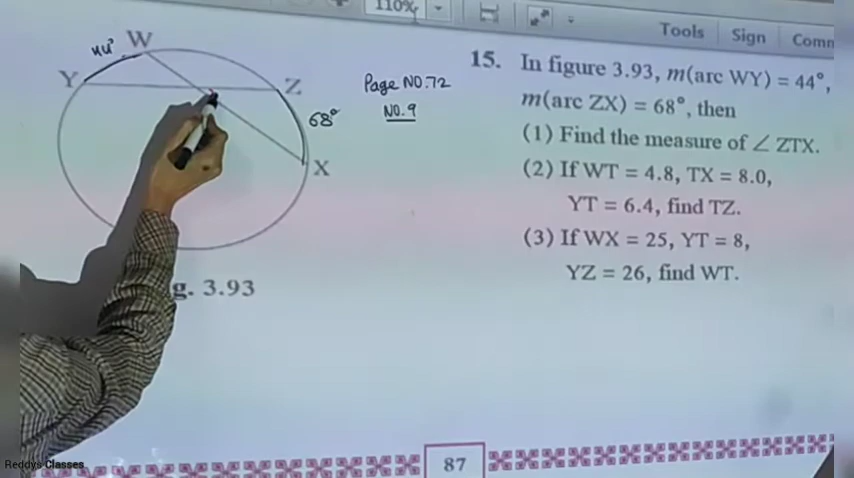 110%
Tools Sign Comm
44° W
Y
Z
68°
X
g. 3.93
Page NO.72
NO.9
15. In figure 3.93, m(arc WY) = 44°,
m(arc ZX) = 68°, then
(1) Find the measure of ∠ ZTX.
(2) If WT = 4.8, TX = 8.0,
YT = 6.4, find TZ.
(3) If WX = 25, YT = 8,
YZ = 26, find WT.
87
Reddys Classes